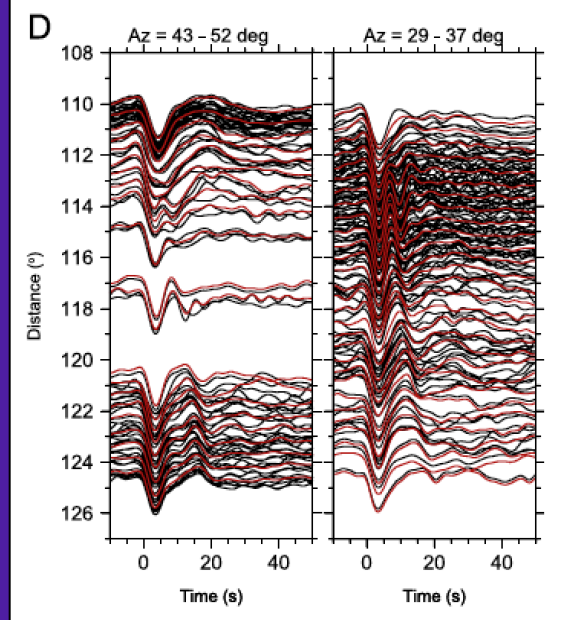 D
Az = 43 - 52 deg
Az = 29 - 37 deg
108
110
112
114
116
118
120
122
124
126
Distance (º)
0 20 40
0 20 40
Time (s)
Time (s)